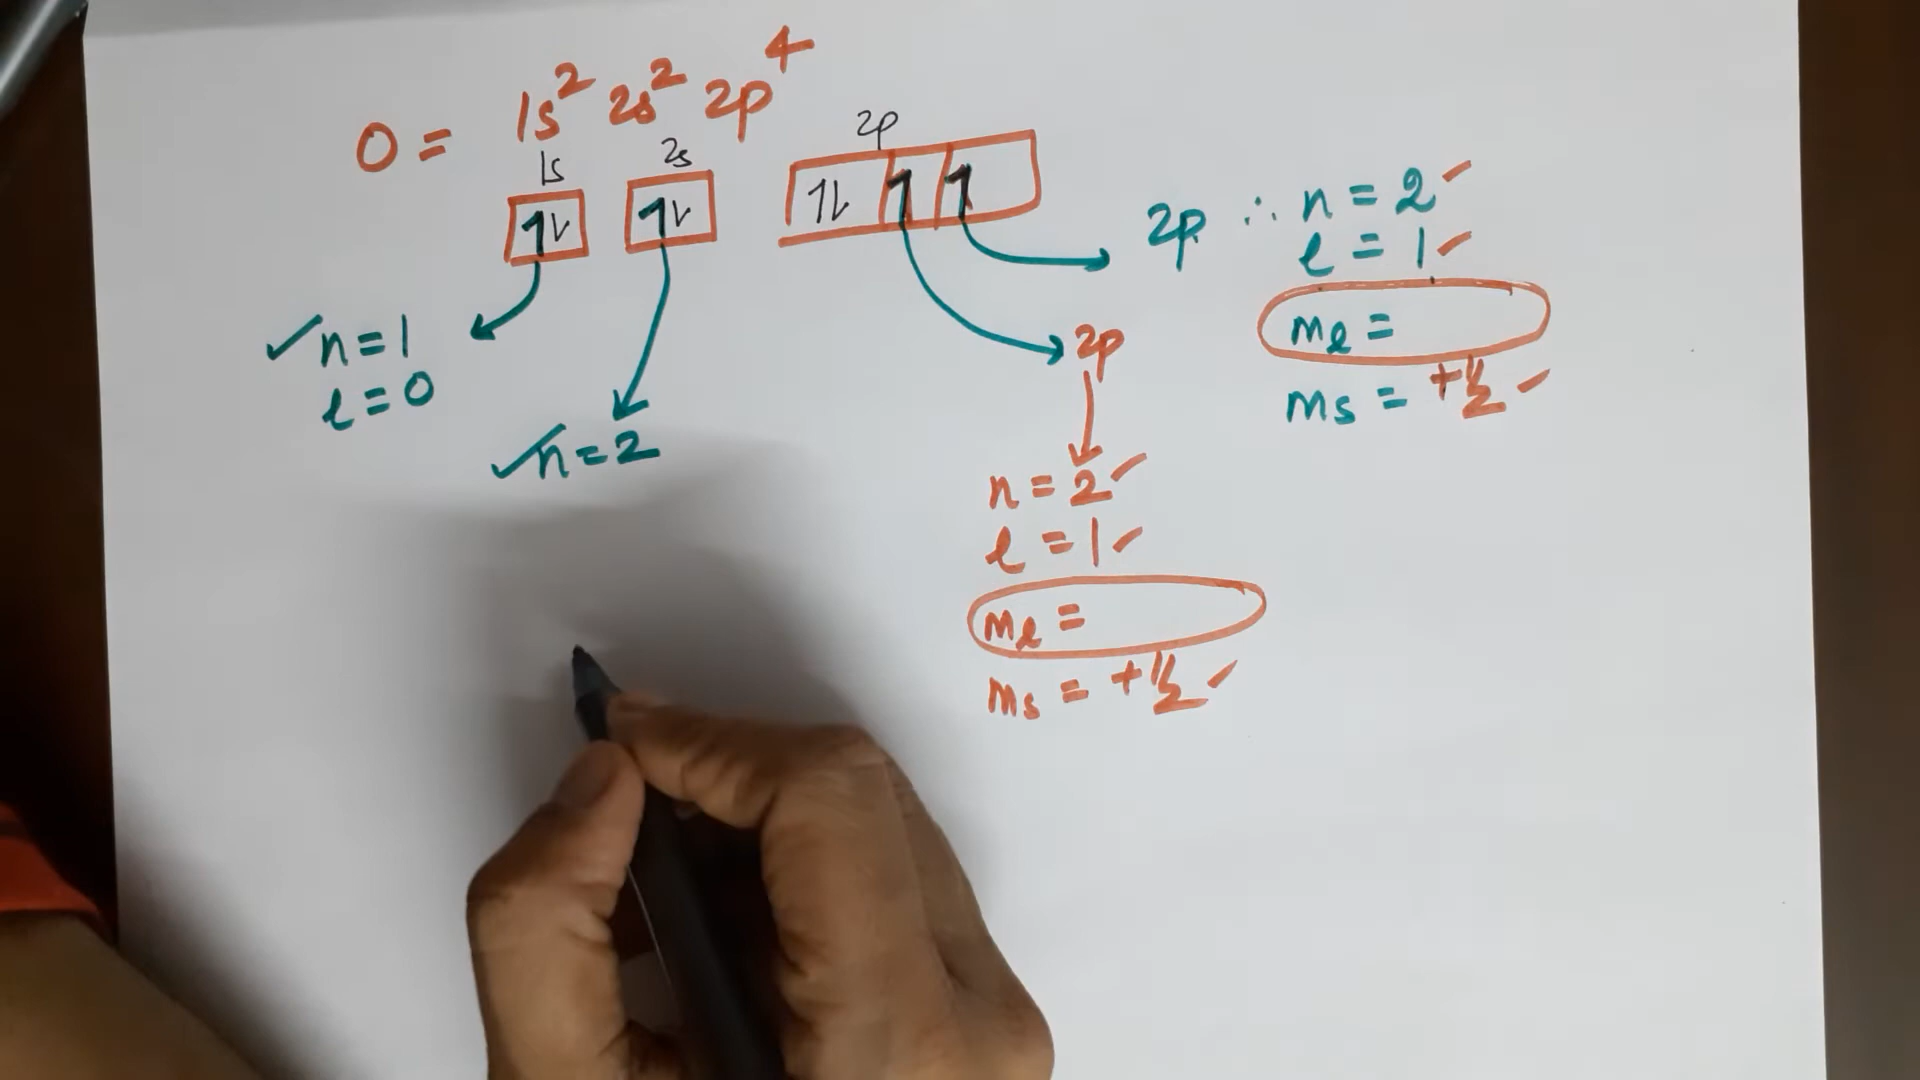 O = 1s² 2s² 2p⁴
1s 2s 2p
1↿⇂ ↿⇂ ↿⇂ ↿ ↿
n=1
l=0
n=2
2p
n = 2
l = 1
mₗ =
ms = +½
2p ∴ n = 2
l = 1
mₗ =
ms = +½